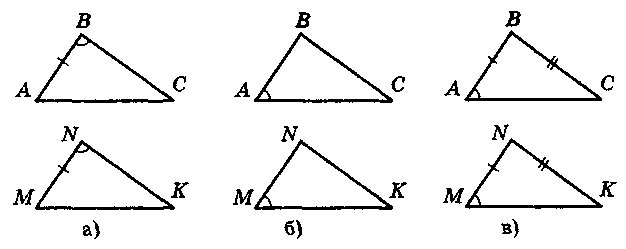 B B B
A C A C A C
N N N
M K M K M K
а) б) в)